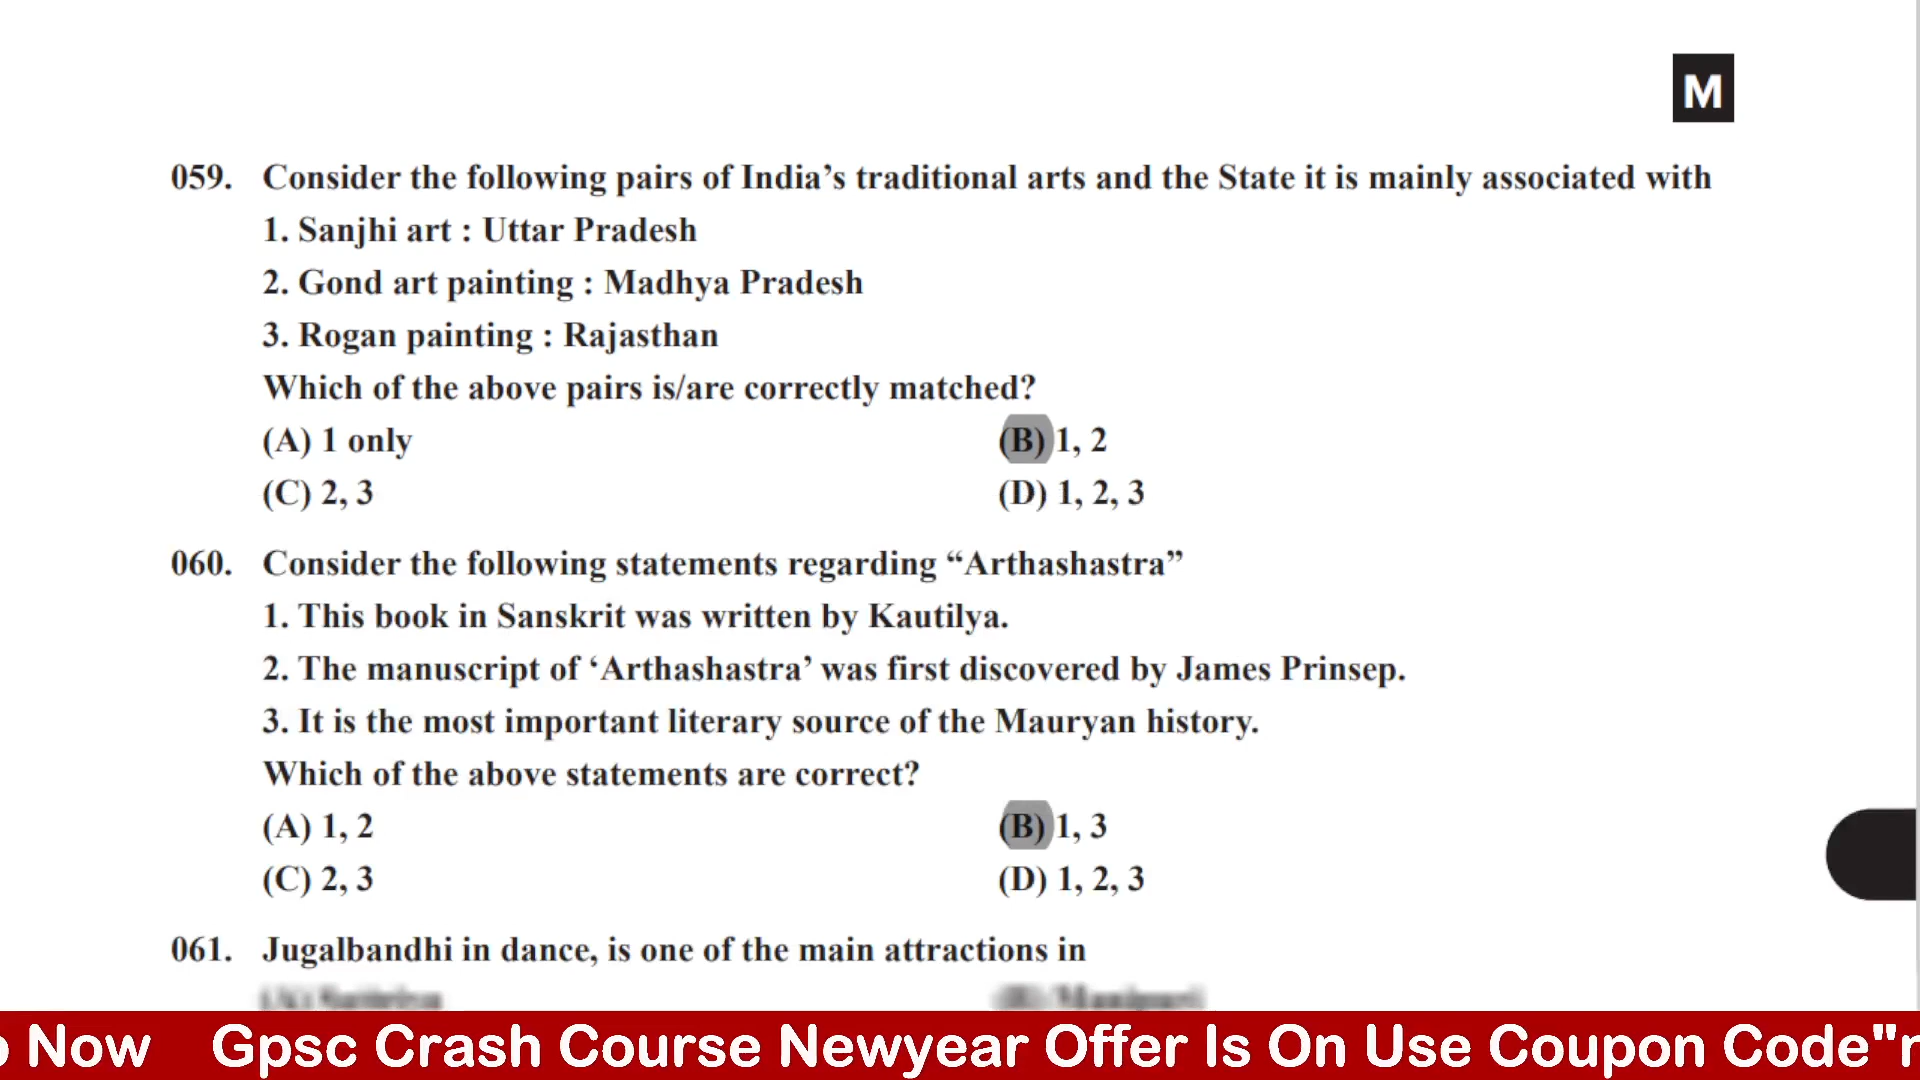 M
059. Consider the following pairs of India’s traditional arts and the State it is mainly associated with
1. Sanjhi art : Uttar Pradesh
2. Gond art painting : Madhya Pradesh
3. Rogan painting : Rajasthan
Which of the above pairs is/are correctly matched?
(A) 1 only (B) 1, 2
(C) 2, 3 (D) 1, 2, 3
060. Consider the following statements regarding “Arthashastra”
1. This book in Sanskrit was written by Kautilya.
2. The manuscript of ‘Arthashastra’ was first discovered by James Prinsep.
3. It is the most important literary source of the Mauryan history.
Which of the above statements are correct?
(A) 1, 2 (B) 1, 3
(C) 2, 3 (D) 1, 2, 3
061. Jugalbandhi in dance, is one of the main attractions in
Now Gpsc Crash Course Newyear Offer Is On Use Coupon Code"